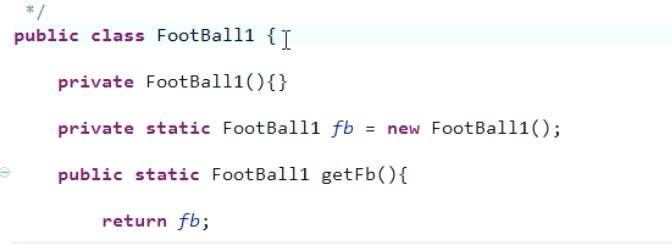 */
public class FootBall1 {
private FootBall1(){}
private static FootBall1 fb = new FootBall1();
public static FootBall1 getFb(){
return fb;